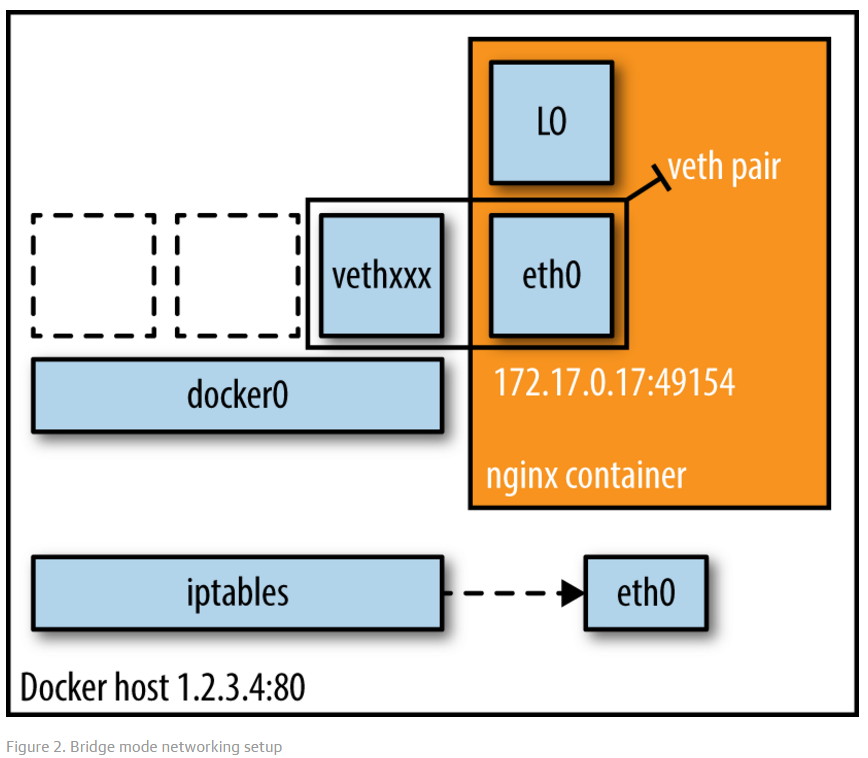 LO
veth pair
vethxxx
eth0
docker0
172.17.0.17:49154
nginx container
iptables
eth0
Docker host 1.2.3.4:80
Figure 2. Bridge mode networking setup